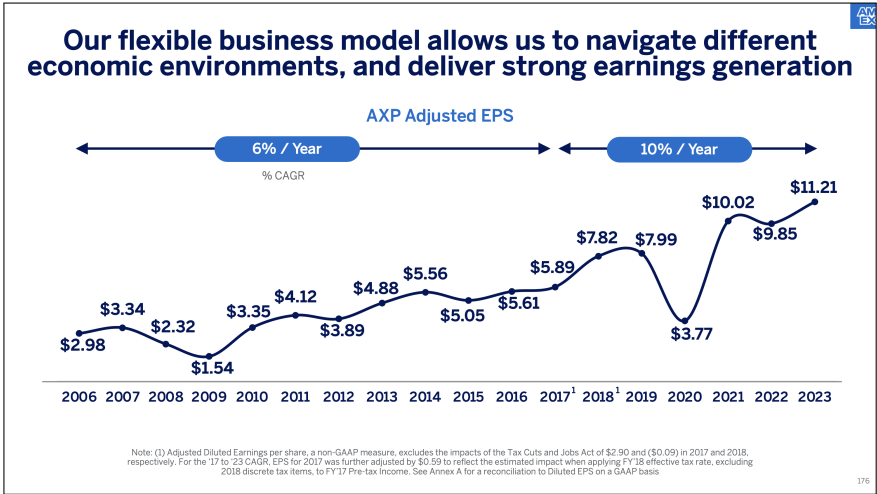 AM
EX
Our flexible business model allows us to navigate different
economic environments, and deliver strong earnings generation
AXP Adjusted EPS
6% / Year
10% / Year
% CAGR
$2.98
$3.34
$2.32
$1.54
$3.35
$4.12
$3.89
$4.88
$5.56
$5.05
$5.61
$5.89
$7.82
$7.99
$3.77
$10.02
$9.85
$11.21
2006 2007 2008 2009 2010 2011 2012 2013 2014 2015 2016 2017¹ 2018¹ 2019 2020 2021 2022 2023
Note: (1) Adjusted Diluted Earnings per share, a non-GAAP measure, excludes the impacts of the Tax Cuts and Jobs Act of $2.90 and ($0.09) in 2017 and 2018,
respectively. For the '17 to '23 CAGR, EPS for 2017 was further adjusted by $0.59 to reflect the estimated impact when applying FY'18 effective tax rate, excluding
2018 discrete tax items, to FY'17 Pre-tax Income. See Annex A for a reconciliation to Diluted EPS on a GAAP basis
176